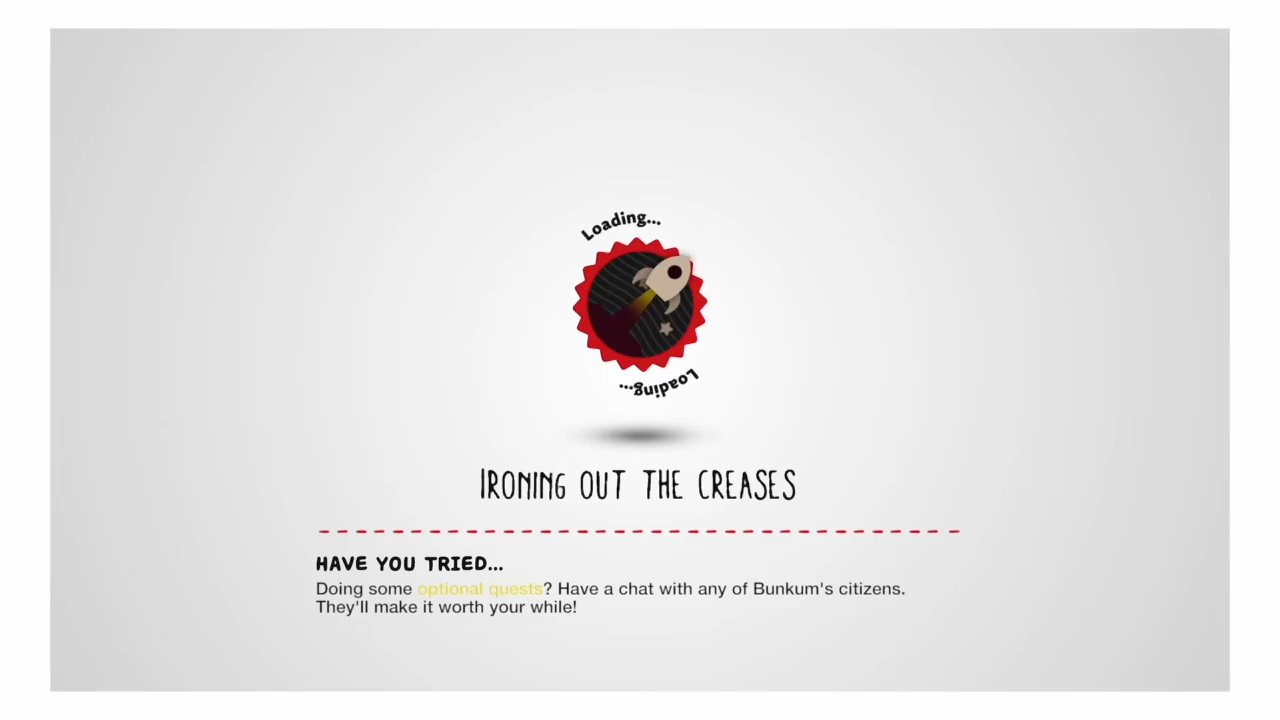 Loading...
Loading...
IRONING OUT THE CREASES
HAVE YOU TRIED...
Doing some optional quests? Have a chat with any of Bunkum's citizens.
They'll make it worth your while!